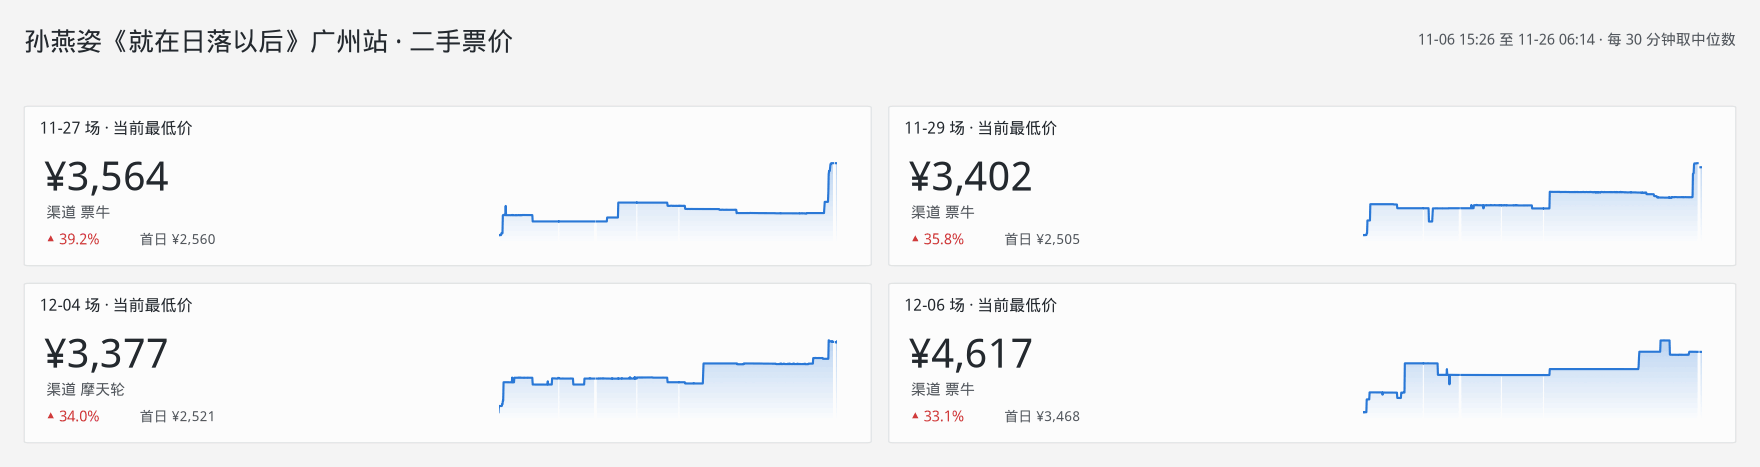 孙燕姿《就在日落以后》广州站 · 二手票价
11-06 15:26 至 11-26 06:14 · 每 30 分钟取中位数
11-27 场 · 当前最低价
¥3,564
渠道 票牛
▲ 39.2% 首日 ¥2,560
11-29 场 · 当前最低价
¥3,402
渠道 票牛
▲ 35.8% 首日 ¥2,505
12-04 场 · 当前最低价
¥3,377
渠道 摩天轮
▲ 34.0% 首日 ¥2,521
12-06 场 · 当前最低价
¥4,617
渠道 票牛
▲ 33.1% 首日 ¥3,468